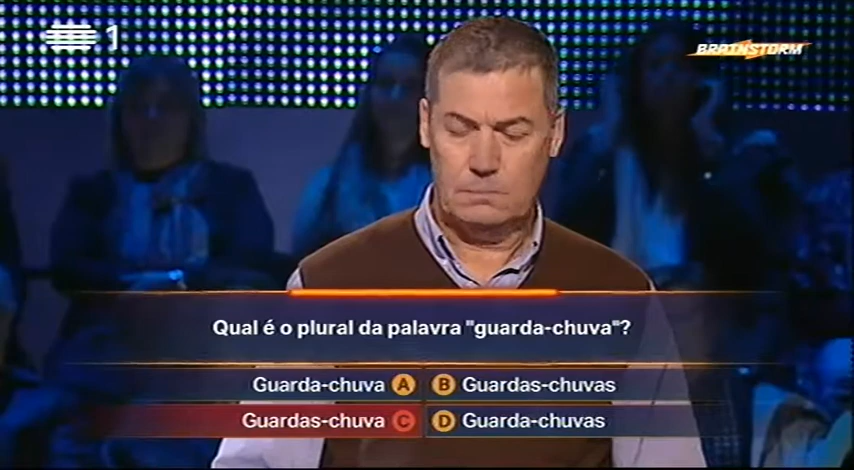 1
BRAINSTORM
Qual é o plural da palavra "guarda-chuva"?
Guarda-chuva A
B Guardas-chuvas
Guardas-chuva C
D Guarda-chuvas